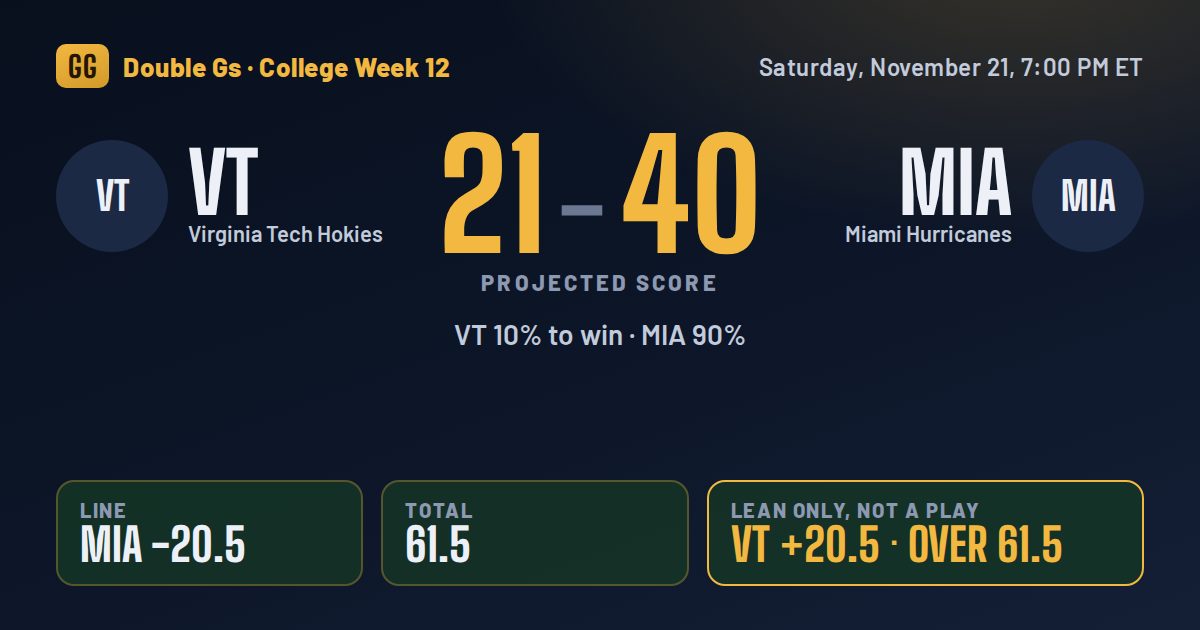 GG Double Gs · College Week 12
Saturday, November 21, 7:00 PM ET
VT
VT
Virginia Tech Hokies
21 – 40
MIA
Miami Hurricanes
MIA
PROJECTED SCORE
VT 10% to win · MIA 90%
LINE
MIA −20.5
TOTAL
61.5
LEAN ONLY, NOT A PLAY
VT +20.5 · OVER 61.5